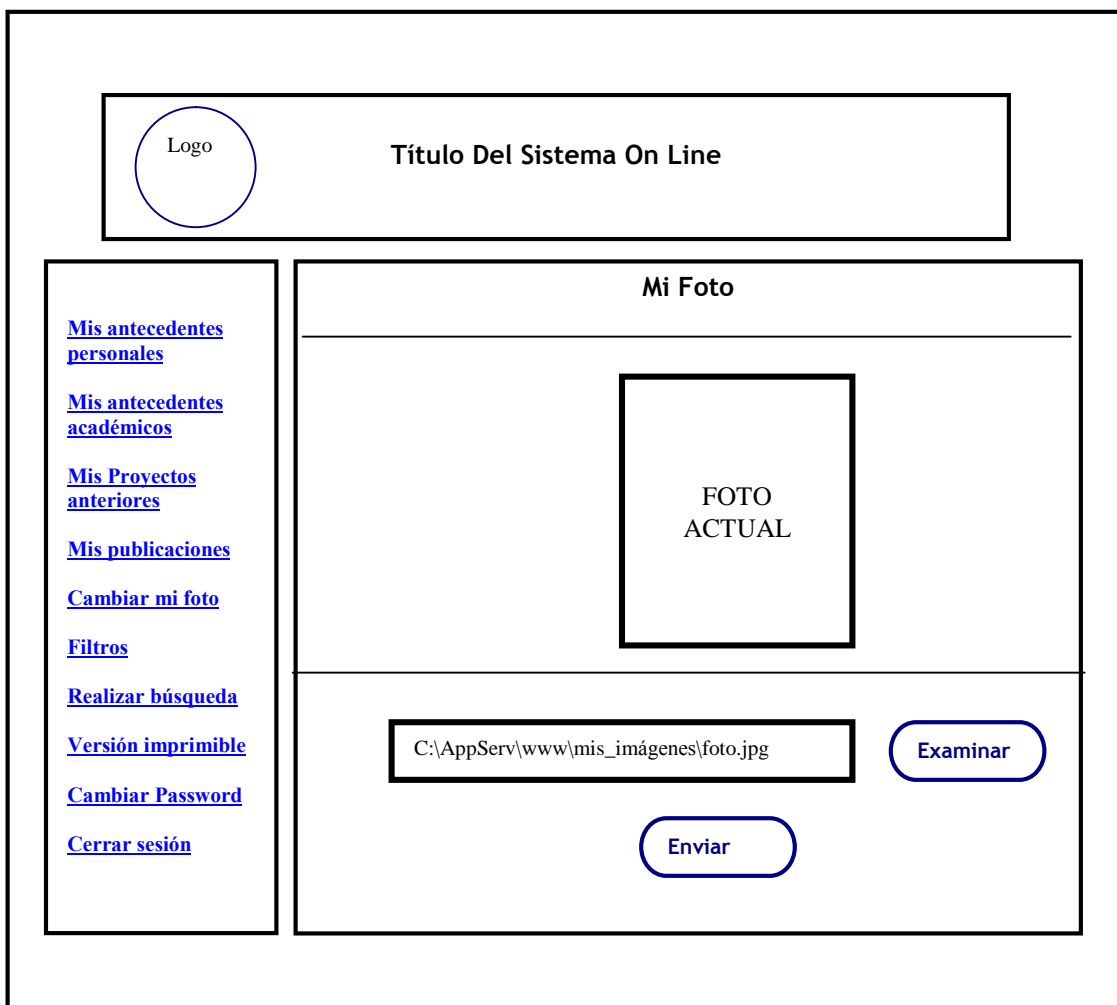 Logo
Título Del Sistema On Line
Mis antecedentes
personales
Mis antecedentes
académicos
Mis Proyectos
anteriores
Mis publicaciones
Cambiar mi foto
Filtros
Realizar búsqueda
Versión imprimible
Cambiar Password
Cerrar sesión
Mi Foto
FOTO
ACTUAL
C:\AppServ\www\mis_imágenes\foto.jpg
Examinar
Enviar